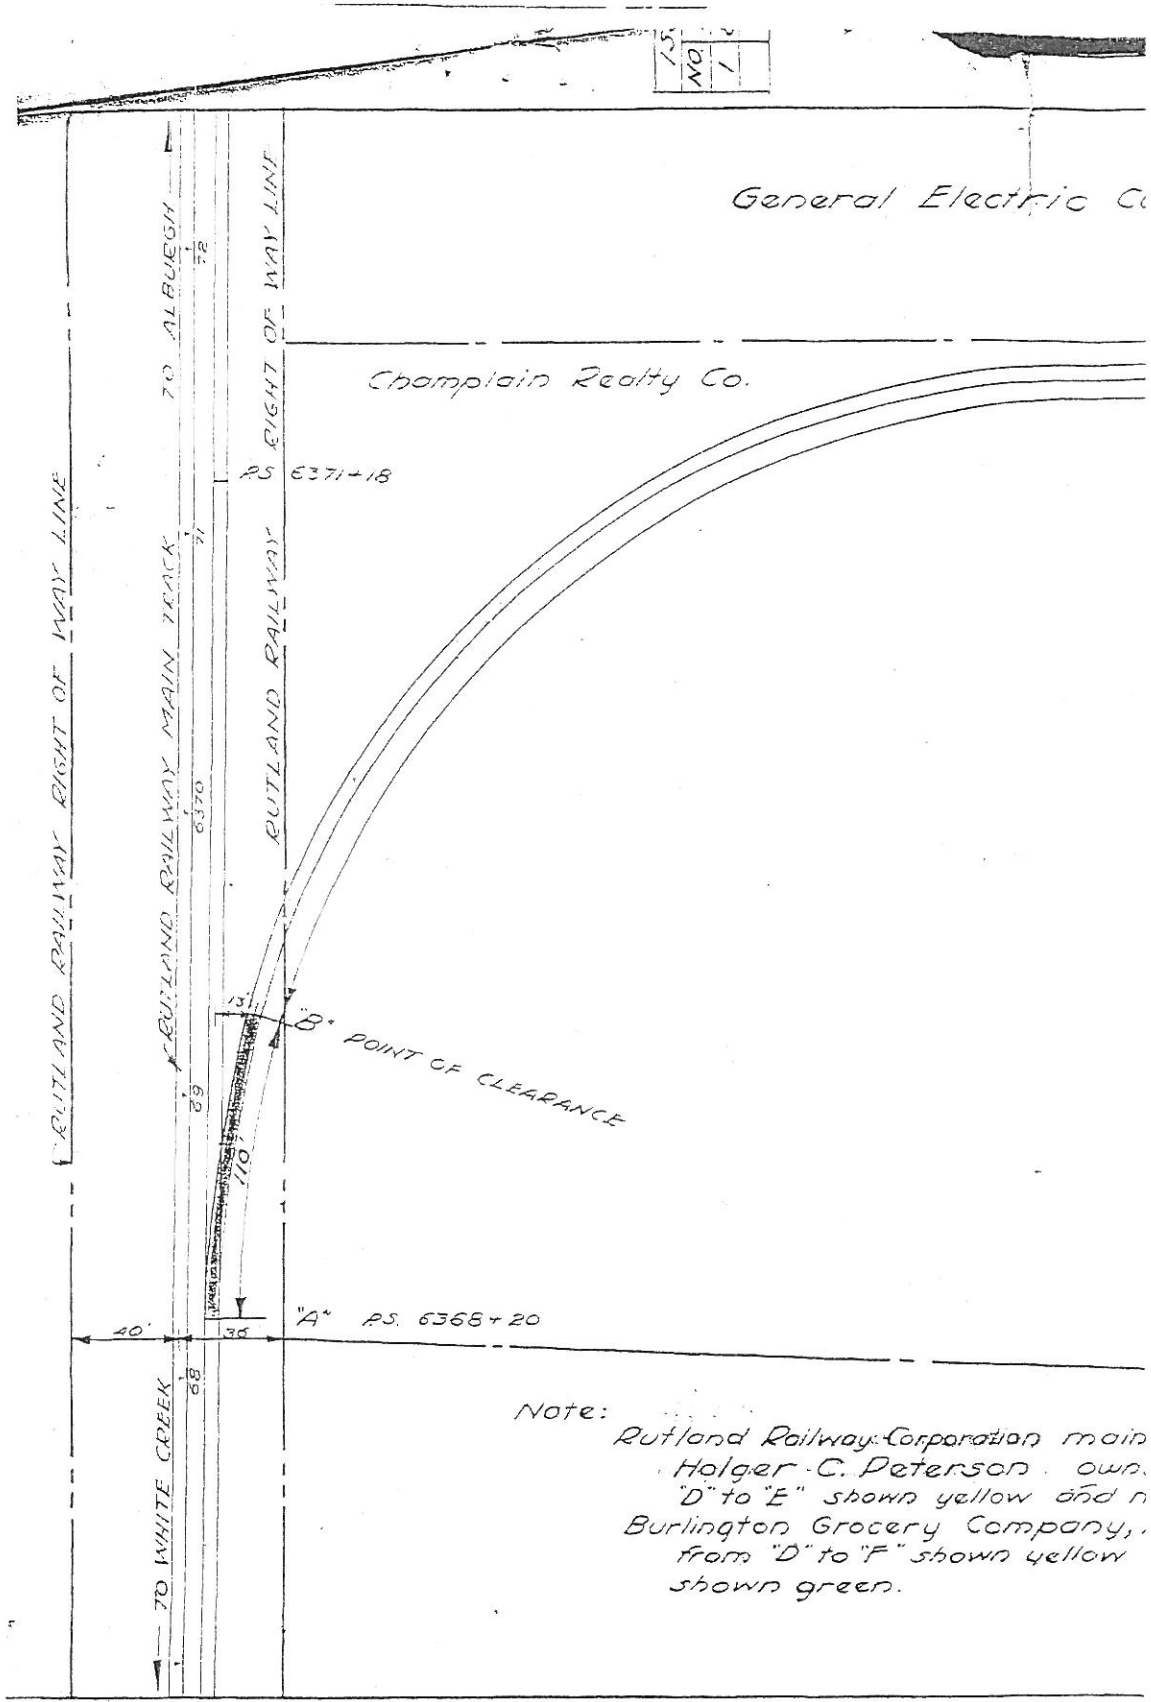 NO.
1
General Electric
TO ALBURGH
72
RIGHT OF WAY LINE
Champlain Realty Co.
P.S. 6371+18
71
RUTLAND RAILWAY RIGHT OF WAY LINE
RUTLAND RAILWAY MAIN TRACK
RUTLAND RAILWAY
6370
13'
"B" POINT OF CLEARANCE
69
110'
"A" P.S. 6368+20
40'
36
68
TO WHITE CREEK
Note:
Rutland Railway Corporation main
Holger C. Peterson own
"D" to "E" shown yellow and n
Burlington Grocery Company,
from "D" to "F" shown yellow
shown green.